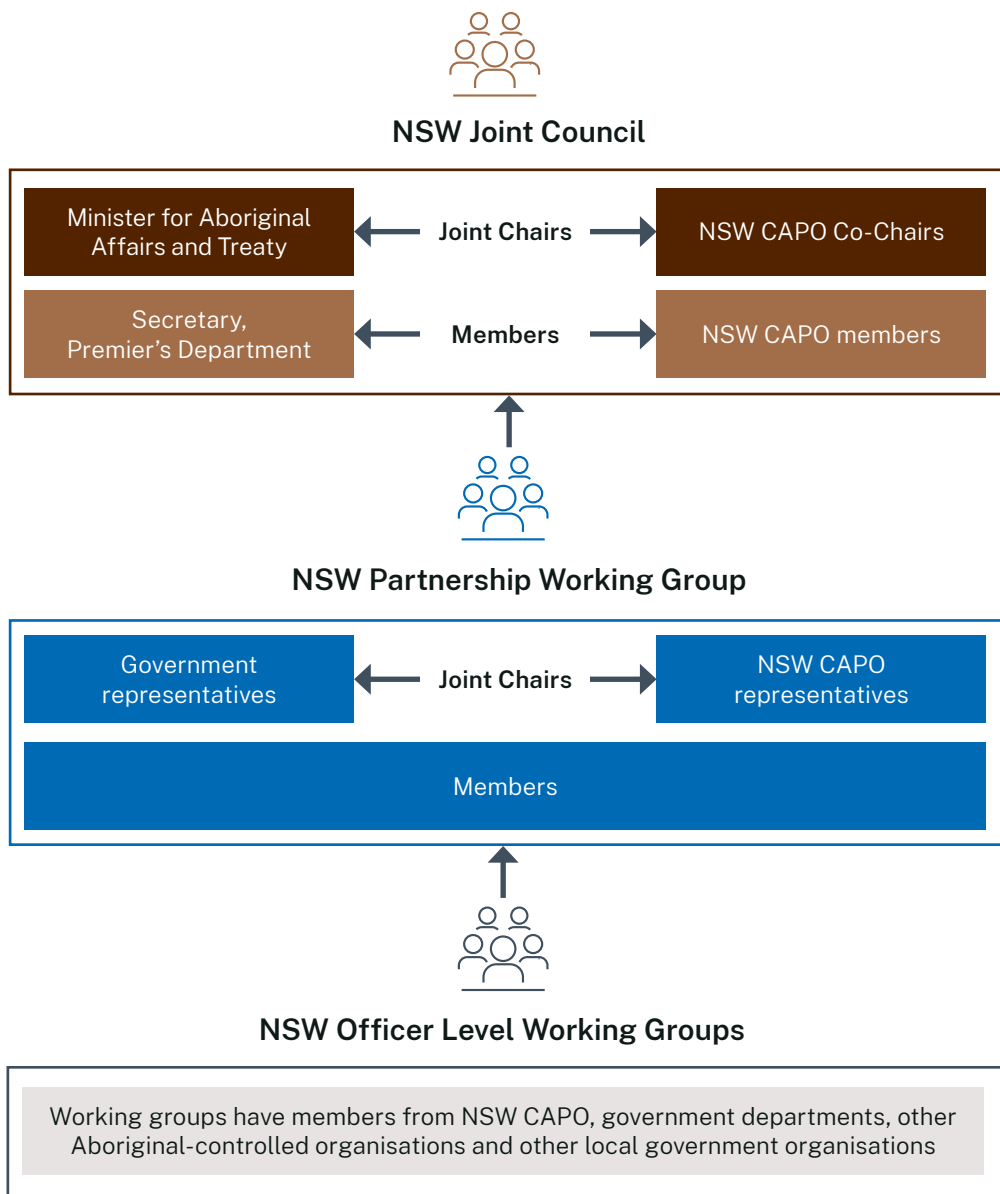 NSW Joint Council
Minister for Aboriginal
Affairs and Treaty
Joint Chairs
NSW CAPO Co-Chairs
Secretary,
Premier’s Department
Members
NSW CAPO members
NSW Partnership Working Group
Government
representatives
Joint Chairs
NSW CAPO
representatives
Members
NSW Officer Level Working Groups
Working groups have members from NSW CAPO, government departments, other
Aboriginal-controlled organisations and other local government organisations